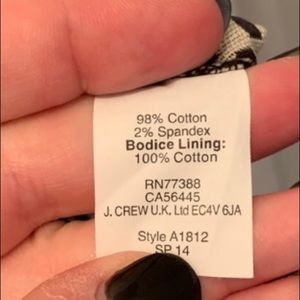 98% Cotton
2% Spandex
Bodice Lining:
100% Cotton
RN77388
CA56445
J. CREW U.K. Ltd EC4V 6JA
Style A1812
SP 14